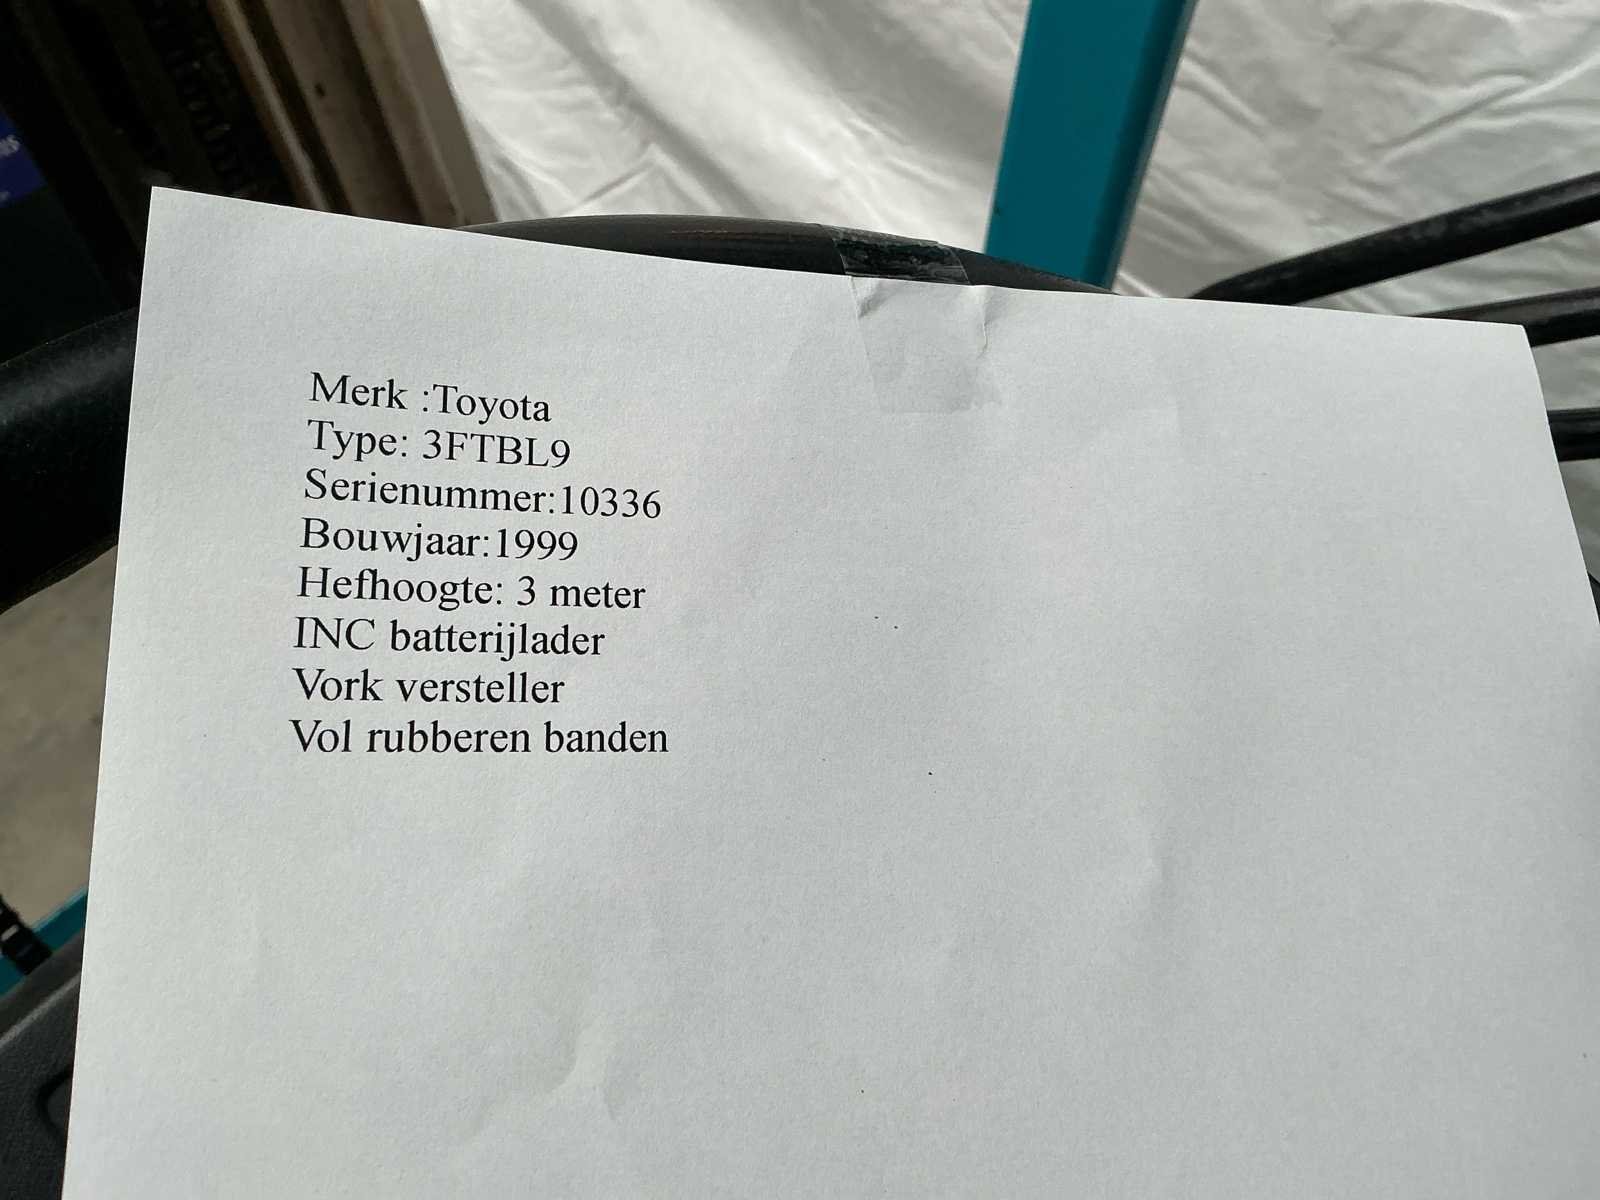 Merk :Toyota
Type: 3FTBL9
Serienummer:10336
Bouwjaar:1999
Hefhoogte: 3 meter
INC batterijlader
Vork versteller
Vol rubberen banden